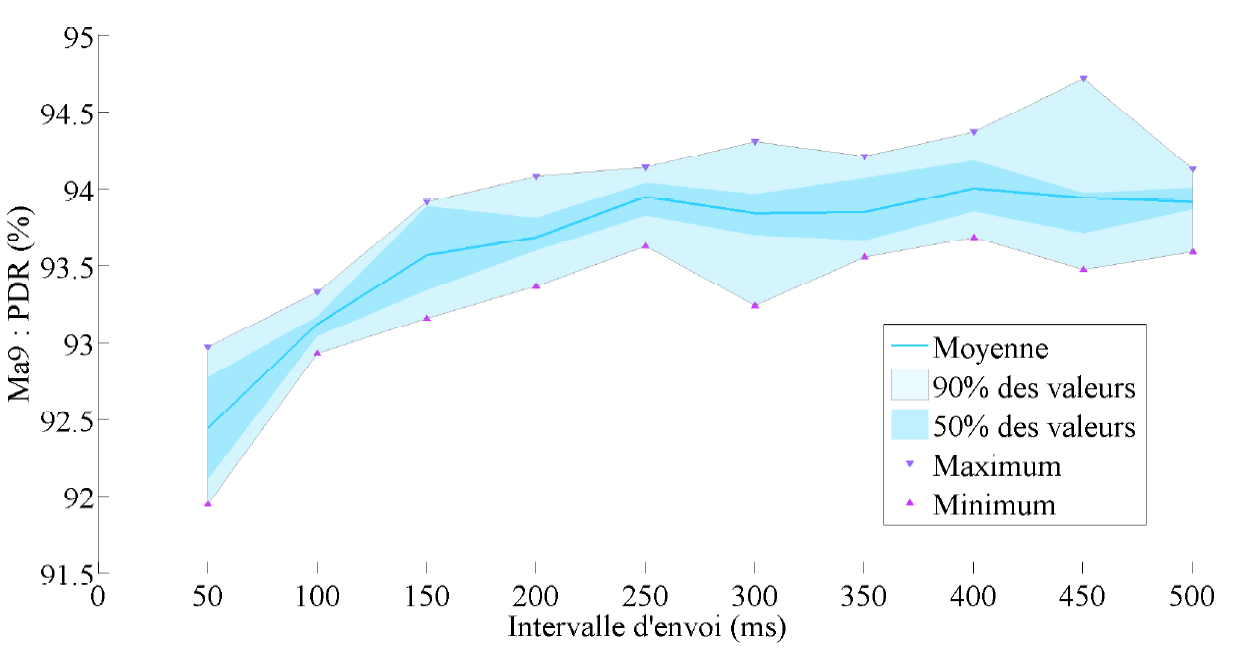 95
94.5
94
93.5
93
92.5
92
91.5
Ma9 : PDR (%)
0 50 100 150 200 250 300 350 400 450 500
Intervalle d'envoi (ms)
Moyenne
90% des valeurs
50% des valeurs
Maximum
Minimum